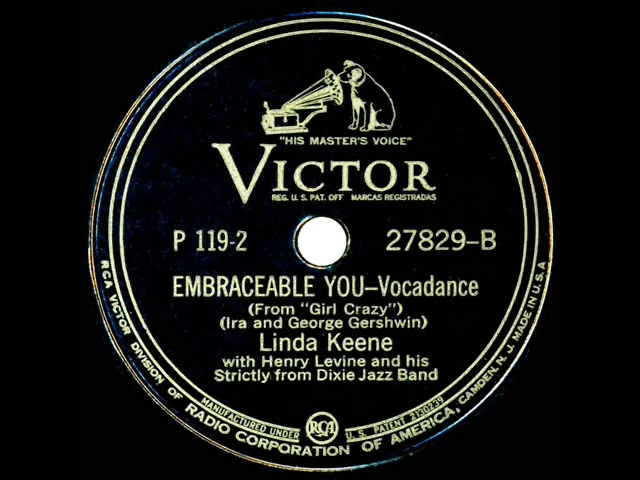 "HIS MASTER'S VOICE"
VICTOR
REG. U. S. PAT. OFF. MARCAS REGISTRADAS
P 119-2
27829-B
EMBRACEABLE YOU—Vocadance
(From "Girl Crazy")
(Ira and George Gershwin)
Linda Keene
with Henry Levine and his
Strictly from Dixie Jazz Band
MANUFACTURED UNDER RCA U. S. PATENT 2130239
RCA VICTOR DIVISION OF RADIO CORPORATION OF AMERICA, CAMDEN, N. J. MADE IN U. S. A.